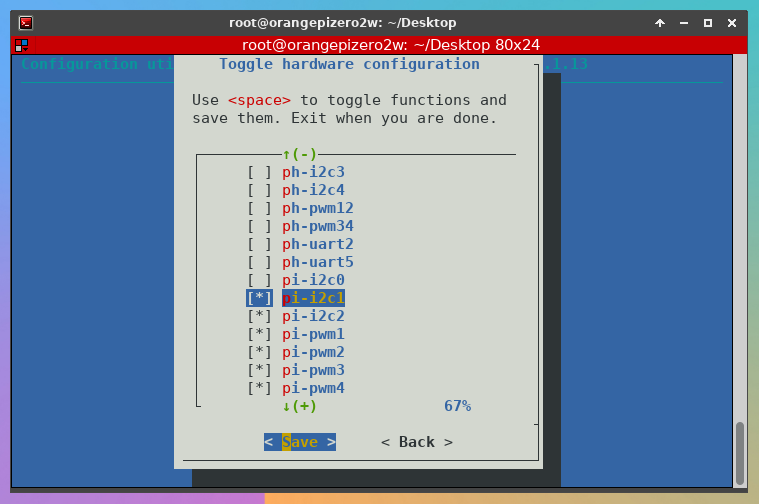 root@orangepizero2w: ~/Desktop
root@orangepizero2w: ~/Desktop 80x24
Configuration uti .1.13
Toggle hardware configuration
Use <space> to toggle functions and
save them. Exit when you are done.
↑(-)
[ ] ph-i2c3
[ ] ph-i2c4
[ ] ph-pwm12
[ ] ph-pwm34
[ ] ph-uart2
[ ] ph-uart5
[ ] pi-i2c0
[*] pi-i2c1
[*] pi-i2c2
[*] pi-pwm1
[*] pi-pwm2
[*] pi-pwm3
[*] pi-pwm4
↓(+) 67%
< Save > < Back >